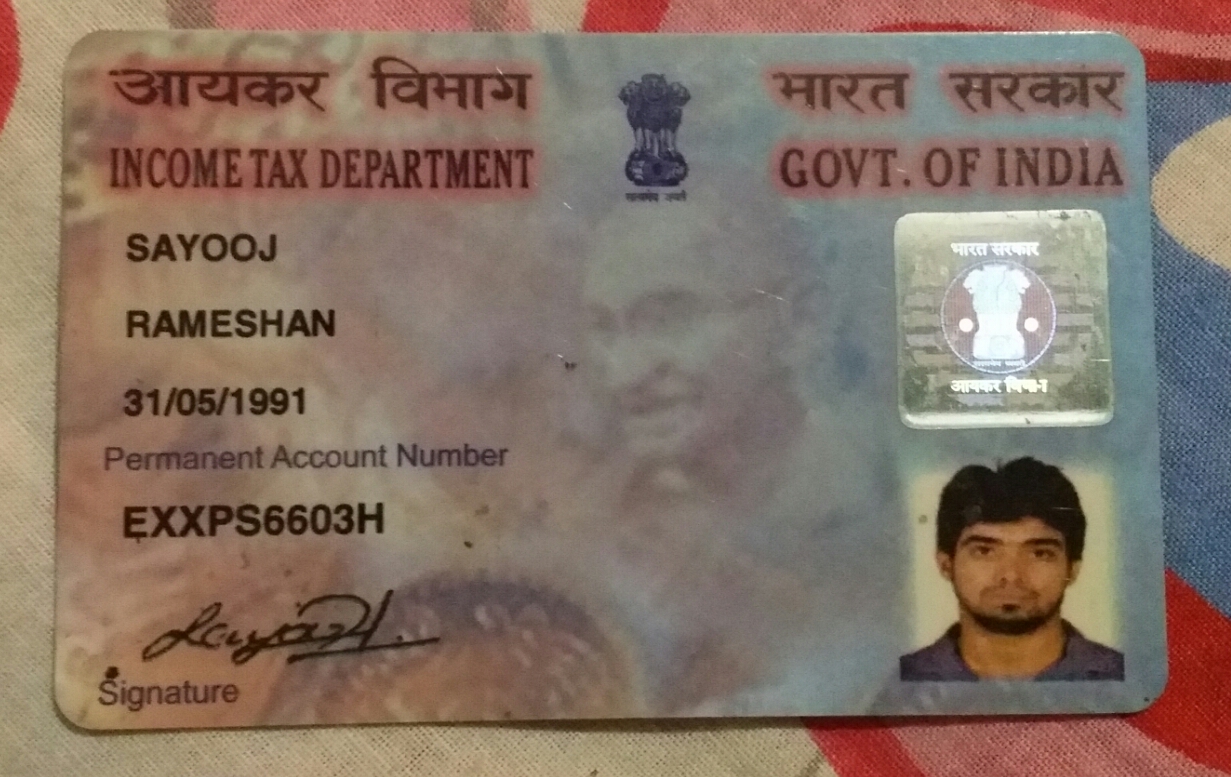 आयकर विभाग
भारत सरकार
INCOME TAX DEPARTMENT
GOVT. OF INDIA
सत्यमेव जयते
SAYOOJ
भारत सरकार
RAMESHAN
आयकर विभाग
31/05/1991
Permanent Account Number
EXXPS6603H
Signature